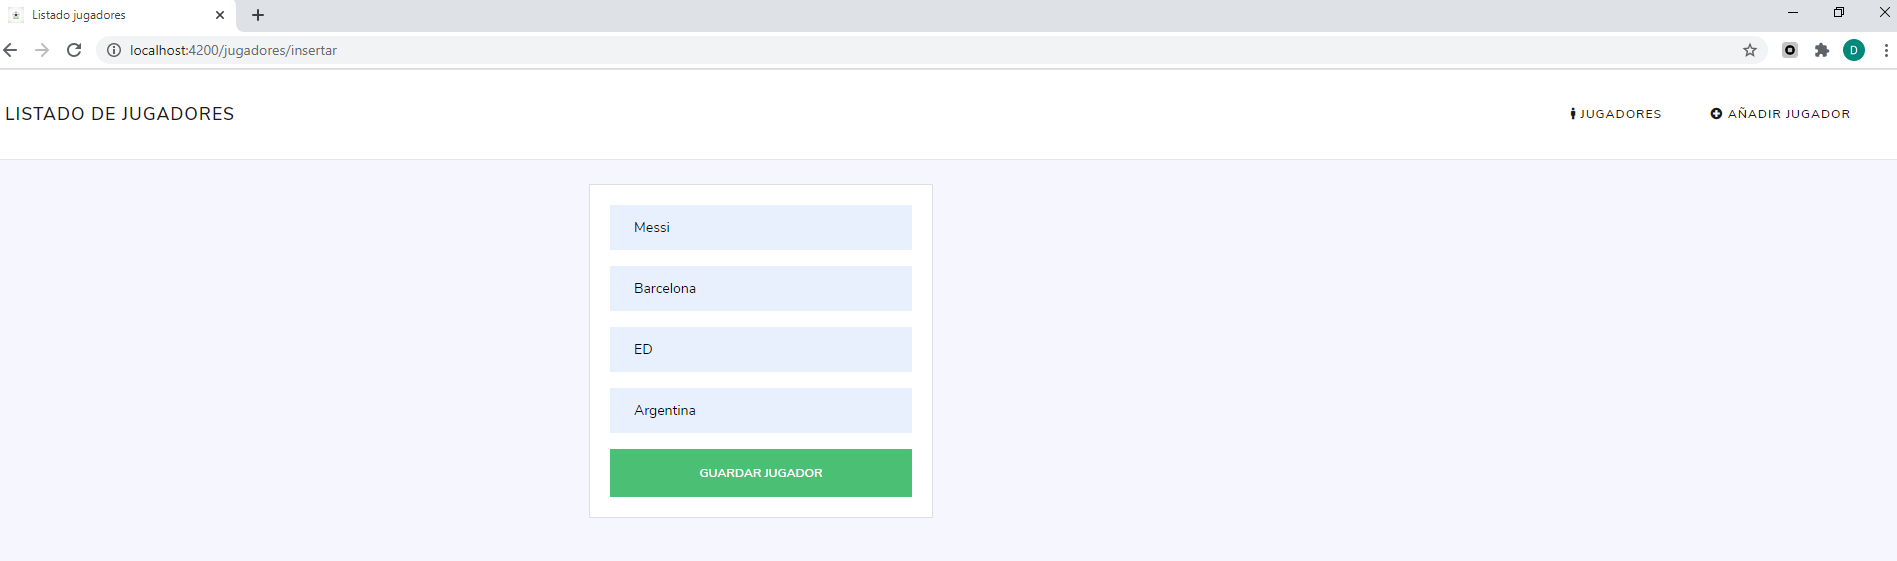 Listado jugadores
localhost:4200/jugadores/insertar
D
LISTADO DE JUGADORES
JUGADORES
AÑADIR JUGADOR
Messi
Barcelona
ED
Argentina
GUARDAR JUGADOR